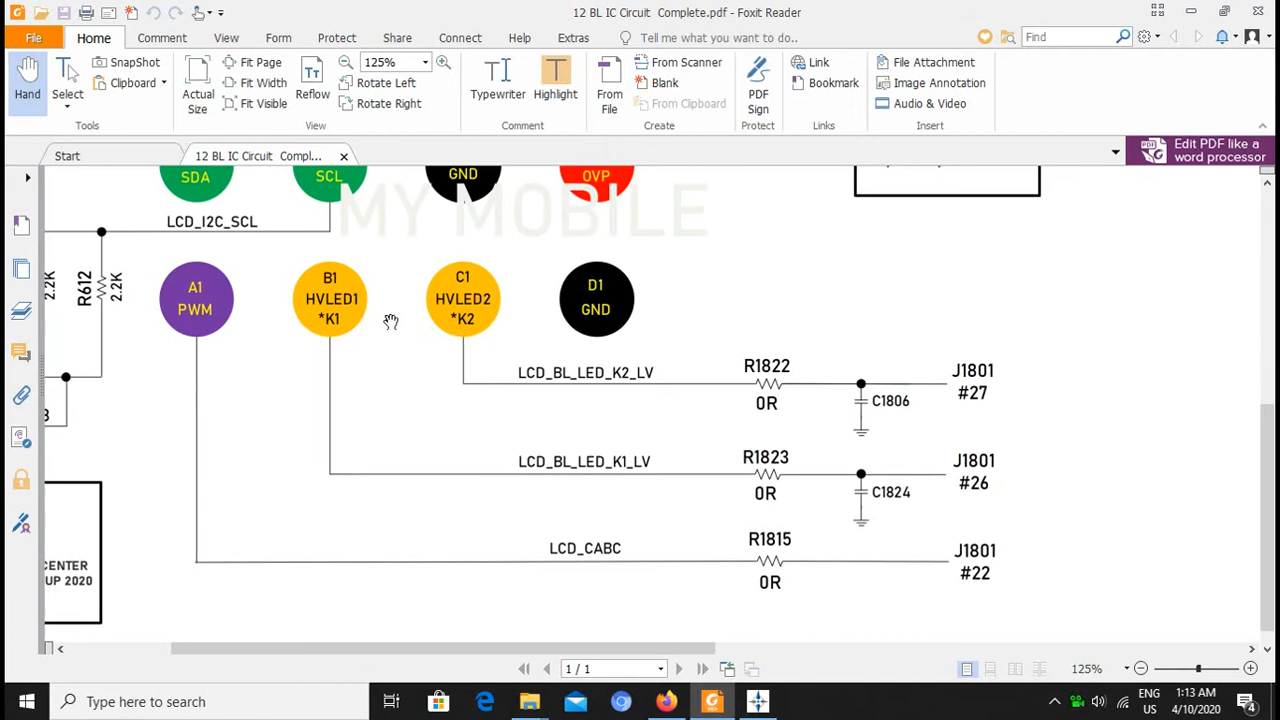 12 BL IC Circuit  Complete.pdf - Foxit Reader
File Home Comment View Form Protect Share Connect Help Extras Tell me what you want to do.. Find
Hand
Select
SnapShot
Clipboard
Tools
Actual
Size
Fit Page
Fit Width
Fit Visible
Reflow
125%
Rotate Left
Rotate Right
View
Typewriter
Highlight
Comment
From
File
From Scanner
Blank
From Clipboard
Create
PDF
Sign
Protect
Link
Bookmark
Links
File Attachment
Image Annotation
Audio & Video
Insert
Start
12 BL IC Circuit  Compl...
Edit PDF like a
word processor
SDA
SCL
GND
OVP
MY MOBILE
LCD_I2C_SCL
2.2K
R612
2.2K
A1
PWM
B1
HVLED1
*K1
C1
HVLED2
*K2
D1
GND
LCD_BL_LED_K2_LV
R1822
0R
C1806
J1801
#27
LCD_BL_LED_K1_LV
R1823
0R
C1824
J1801
#26
LCD_CABC
R1815
0R
J1801
#22
CENTER
UP 2020
1 / 1
125%
Type here to search
ENG
US
1:13 AM
4/10/2020
4